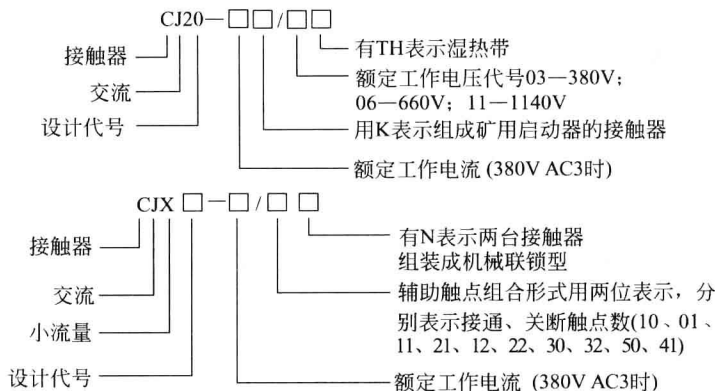 CJ20—□□/□□
接触器
交流
设计代号
有TH表示湿热带
额定工作电压代号03—380V；
06—660V；11—1140V
用K表示组成矿用启动器的接触器
额定工作电流 (380V AC3时)
CJX □—□/□ □
接触器
交流
小流量
设计代号
有N表示两台接触器
组装成机械联锁型
辅助触点组合形式用两位表示，分
别表示接通、关断触点数(10、01、
11、21、12、22、30、32、50、41)
额定工作电流 (380V AC3时)